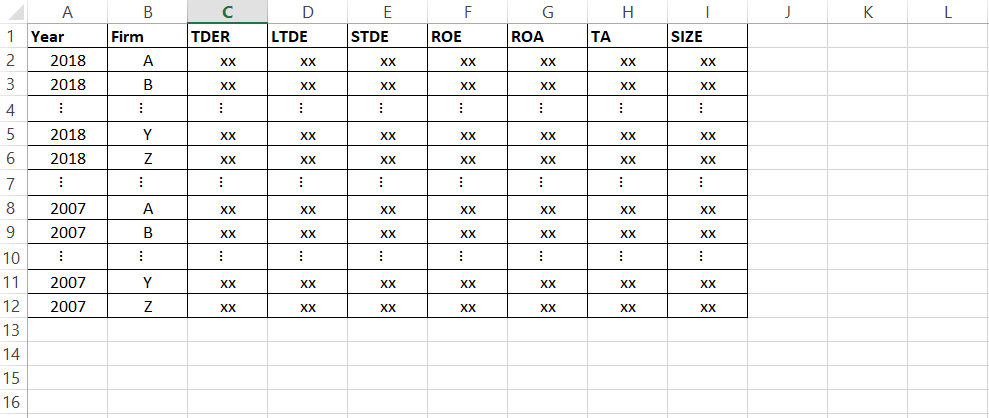 A B C D E F G H I J K L
1 Year Firm TDER LTDE STDE ROE ROA TA SIZE
2 2018 A xx xx xx xx xx xx xx
3 2018 B xx xx xx xx xx xx xx
4 ⋮ ⋮ ⋮ ⋮ ⋮ ⋮ ⋮ ⋮ ⋮
5 2018 Y xx xx xx xx xx xx xx
6 2018 Z xx xx xx xx xx xx xx
7 ⋮ ⋮ ⋮ ⋮ ⋮ ⋮ ⋮ ⋮ ⋮
8 2007 A xx xx xx xx xx xx xx
9 2007 B xx xx xx xx xx xx xx
10 ⋮ ⋮ ⋮ ⋮ ⋮ ⋮ ⋮ ⋮ ⋮
11 2007 Y xx xx xx xx xx xx xx
12 2007 Z xx xx xx xx xx xx xx
13
14
15
16